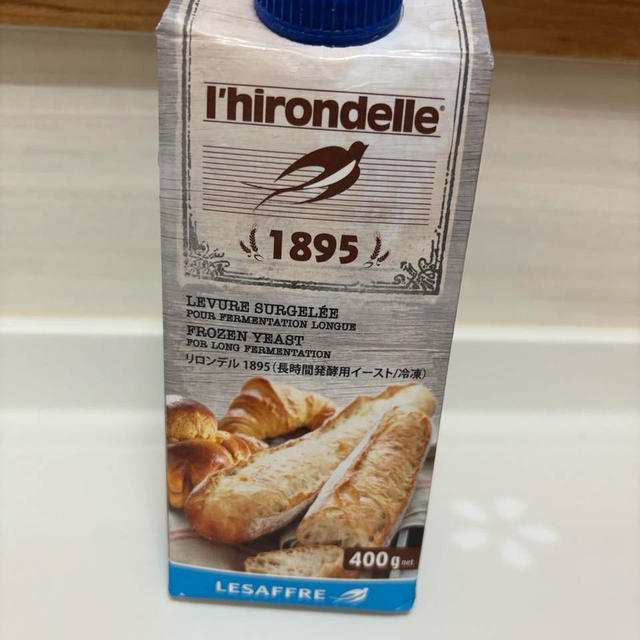 l'hirondelle®
1895
LEVURE SURGELÉE
POUR FERMENTATION LONGUE
FROZEN YEAST
FOR LONG FERMENTATION
リロンデル 1895（長時間発酵用イースト/冷凍）
400g net
LESAFFRE